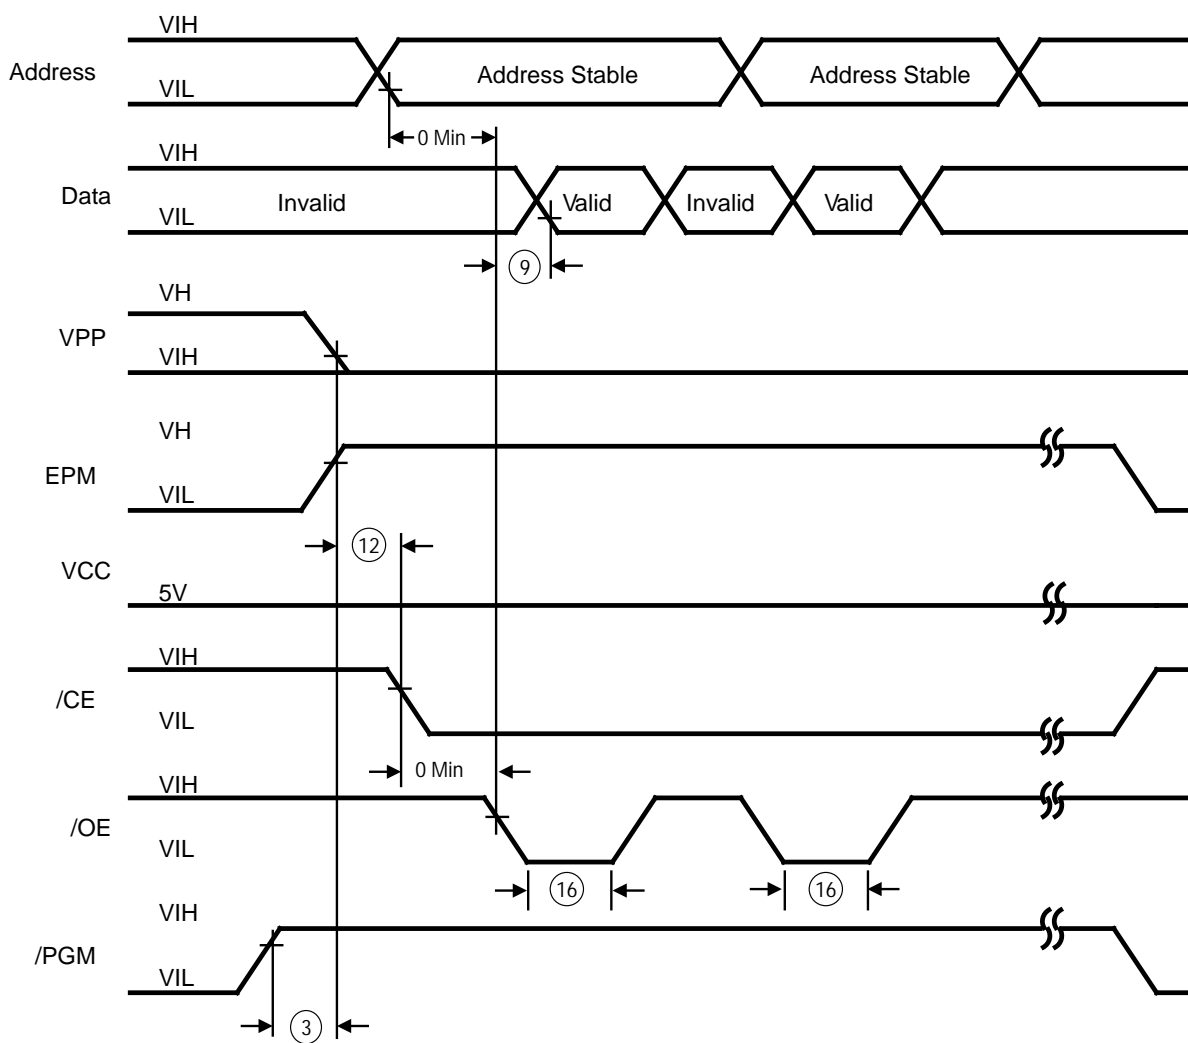 VIH
Address
VIL
Address Stable
Address Stable
0 Min
VIH
Data
VIL
Invalid
Valid
Invalid
Valid
9
VH
VPP
VIH
VH
EPM
VIL
12
VCC
5V
VIH
/CE
VIL
0 Min
VIH
/OE
VIL
16
16
VIH
/PGM
VIL
3